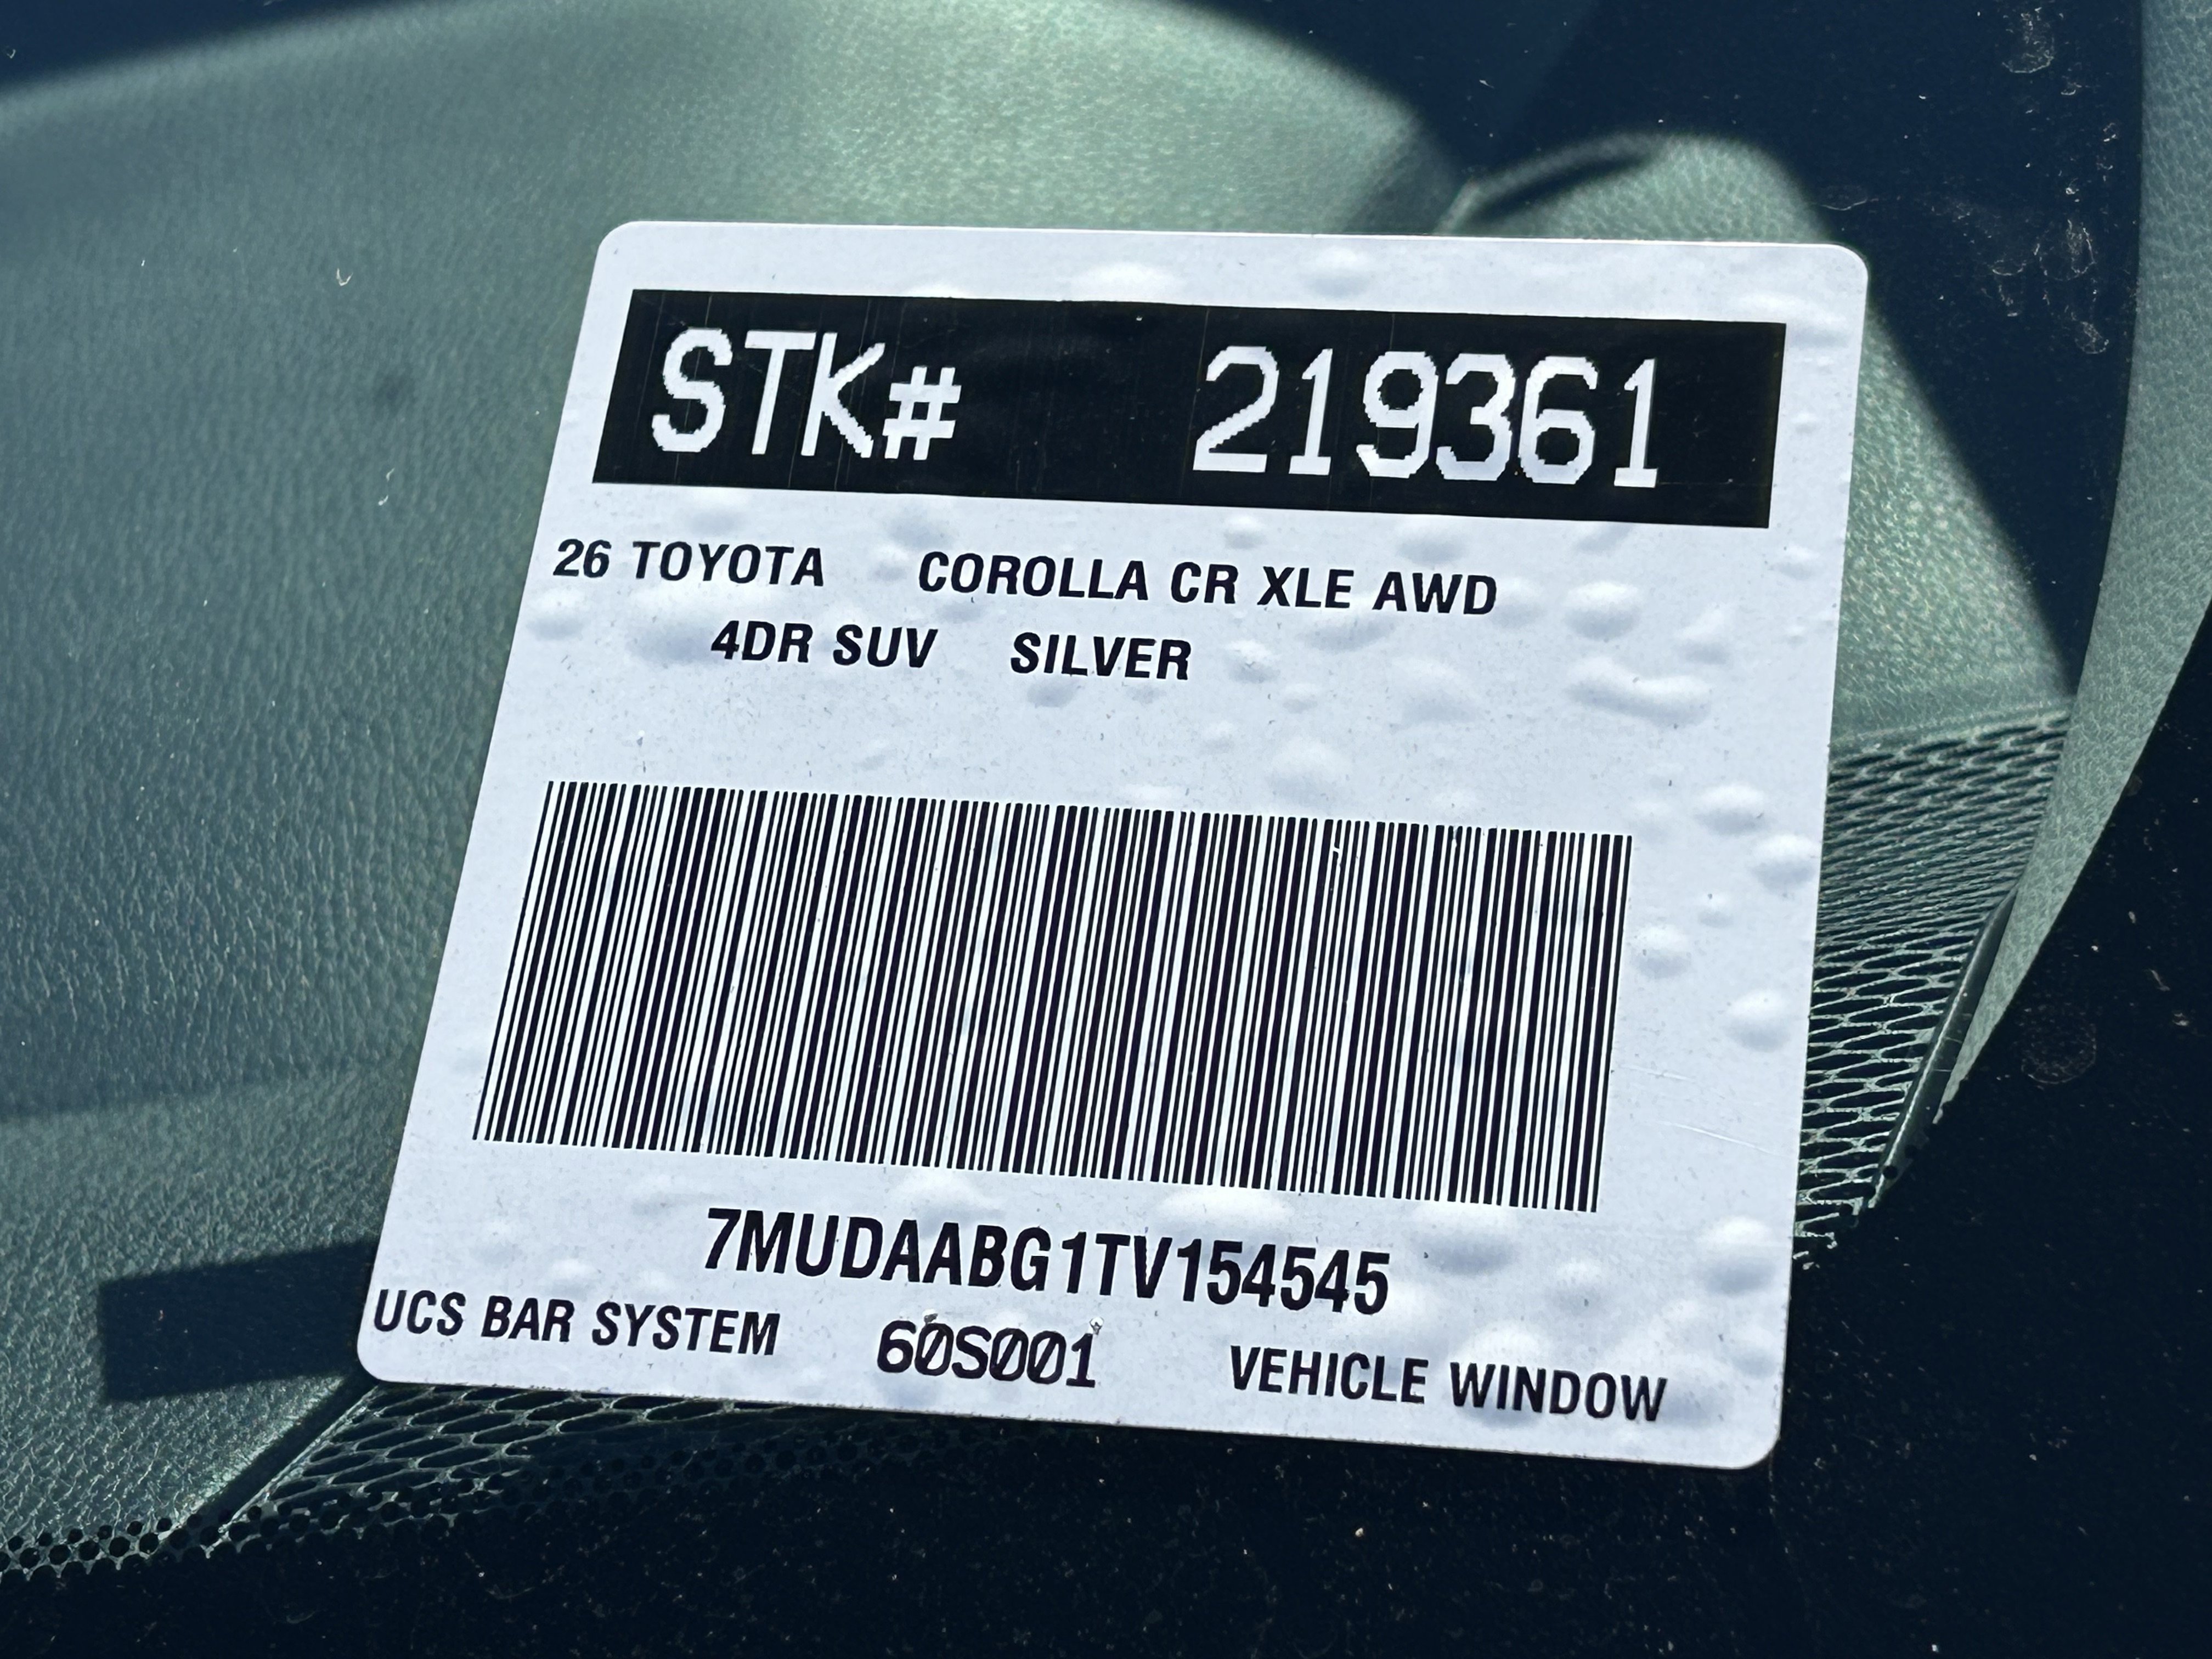 STK# 219361
26 TOYOTA COROLLA CR XLE AWD
4DR SUV SILVER
7MUDAABG1TV154545
UCS BAR SYSTEM 60S001 VEHICLE WINDOW